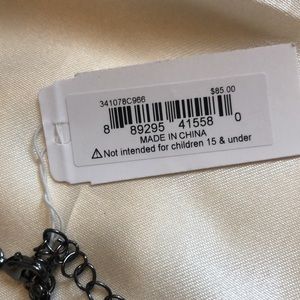 341078C966 $85.00
8 89295 41558 0
MADE IN CHINA
⚠Not intended for children 15 & under